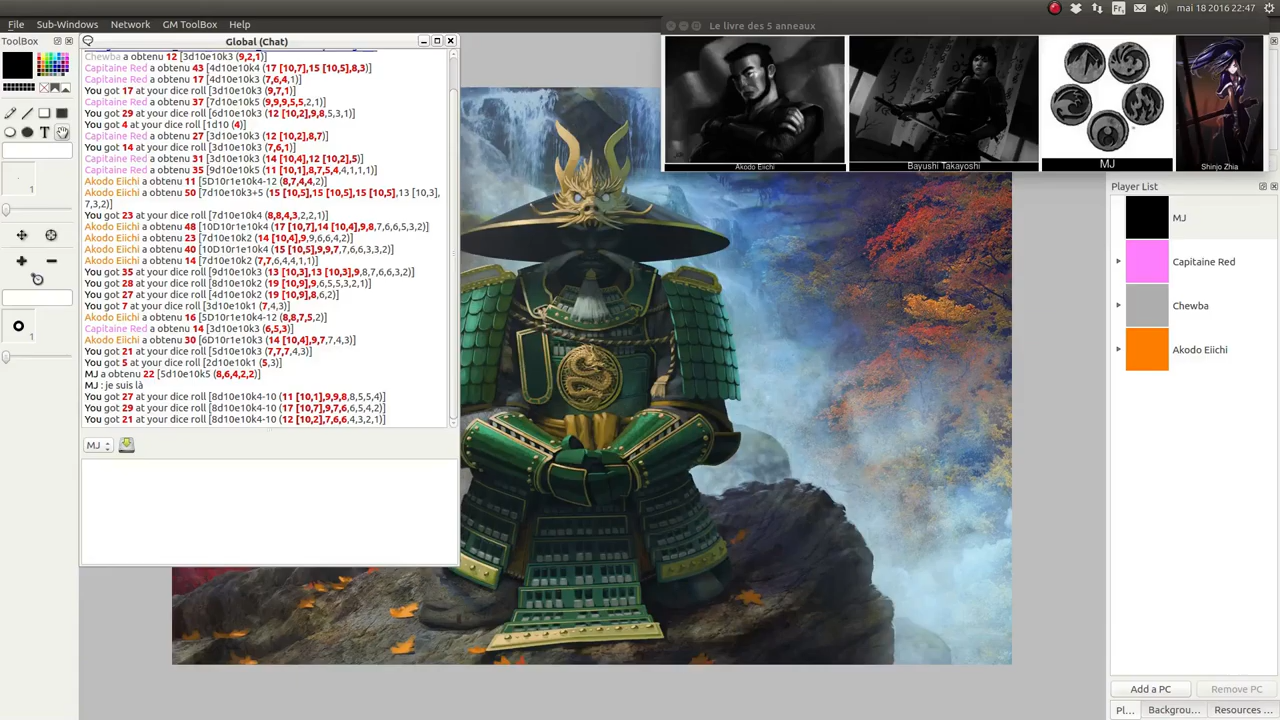 File Sub-Windows Network GM ToolBox Help
Fr, mai 18 2016 22:47
ToolBox
Global (Chat)
Le livre des 5 anneaux
Chewba a obtenu 12 [3d10e10k3 (9,2,1)]
Capitaine Red a obtenu 43 [4d10e10k4 (17 [10,7],15 [10,5],8,3)]
Capitaine Red a obtenu 17 [4d10e10k3 (7,6,4,1)]
You got 17 at your dice roll [3d10e10k3 (9,7,1)]
Capitaine Red a obtenu 37 [7d10e10k5 (9,9,9,5,5,2,1)]
You got 29 at your dice roll [6d10e10k3 (12 [10,2],9,8,5,3,1)]
You got 4 at your dice roll [1d10 (4)]
Capitaine Red a obtenu 27 [3d10e10k3 (12 [10,2],8,7)]
You got 14 at your dice roll [3d10e10k3 (7,6,1)]
Capitaine Red a obtenu 31 [3d10e10k3 (14 [10,4],12 [10,2],5)]
Capitaine Red a obtenu 35 [9d10e10k5 (11 [10,1],8,7,5,4,4,1,1,1)]
Akodo Eiichi a obtenu 11 [5D10r1e10k4-12 (8,7,4,4,2)]
Akodo Eiichi a obtenu 50 [7d10e10k3+5 (15 [10,5],15 [10,5],15 [10,5],13 [10,3],
7,3,2)]
You got 23 at your dice roll [7d10e10k4 (8,8,4,3,2,2,1)]
Akodo Eiichi a obtenu 48 [10D10r1e10k4 (17 [10,7],14 [10,4],9,8,7,6,6,5,3,2)]
Akodo Eiichi a obtenu 23 [7d10e10k2 (14 [10,4],9,9,6,6,4,2)]
Akodo Eiichi a obtenu 40 [10D10r1e10k4 (15 [10,5],9,9,7,7,6,6,3,3,2)]
Akodo Eiichi a obtenu 14 [7d10e10k2 (7,7,6,4,4,1,1)]
You got 35 at your dice roll [9d10e10k3 (13 [10,3],13 [10,3],9,8,7,6,6,3,2)]
You got 28 at your dice roll [8d10e10k2 (19 [10,9],9,6,5,5,3,2,1)]
You got 27 at your dice roll [4d10e10k2 (19 [10,9],8,6,2)]
You got 7 at your dice roll [3d10e10k1 (7,4,3)]
Akodo Eiichi a obtenu 16 [5D10r1e10k4-12 (8,8,7,5,2)]
Capitaine Red a obtenu 14 [3d10e10k3 (6,5,3)]
Akodo Eiichi a obtenu 30 [6D10r1e10k3 (14 [10,4],9,7,7,4,3)]
You got 21 at your dice roll [5d10e10k3 (7,7,7,4,3)]
You got 5 at your dice roll [2d10e10k1 (5,3)]
MJ a obtenu 22 [5d10e10k5 (8,6,4,2,2)]
MJ : je suis là
You got 27 at your dice roll [8d10e10k4-10 (11 [10,1],9,9,8,8,5,5,4)]
You got 29 at your dice roll [8d10e10k4-10 (17 [10,7],9,7,6,6,5,4,2)]
You got 21 at your dice roll [8d10e10k4-10 (12 [10,2],7,6,6,4,3,2,1)]
MJ
1
1
Akodo Eiichi
Bayushi Takayoshi
MJ
Shinjo Zhia
Player List
MJ
Capitaine Red
Chewba
Akodo Eiichi
Add a PC
Remove PC
Pl...
Backgrou...
Resources ...